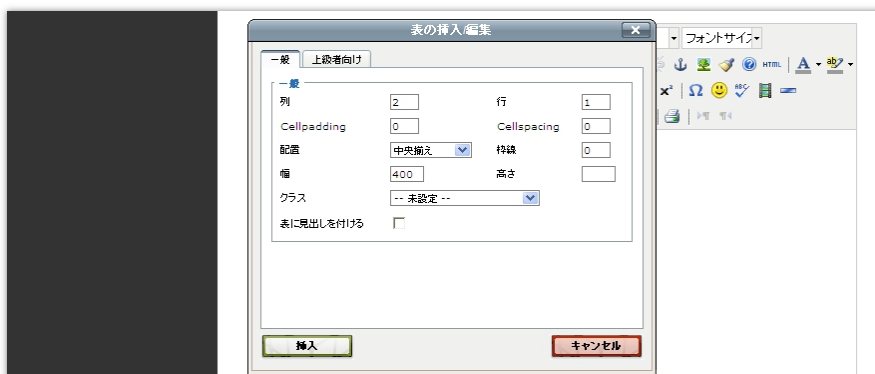 表の挿入/編集
フォントサイズ
一般 上級者向け
HTML A ab
一般
列 2 行 1
x² Ω ABC
Cellpadding 0 Cellspacing 0
配置 中央揃え 枠線 0
幅 400 高さ
クラス -- 未設定 --
表に見出しを付ける
挿入 キャンセル